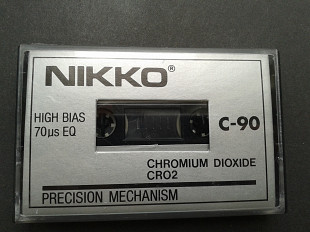 NIKKO®
HIGH BIAS
70µs EQ
C-90
CHROMIUM DIOXIDE
CRO2
PRECISION MECHANISM